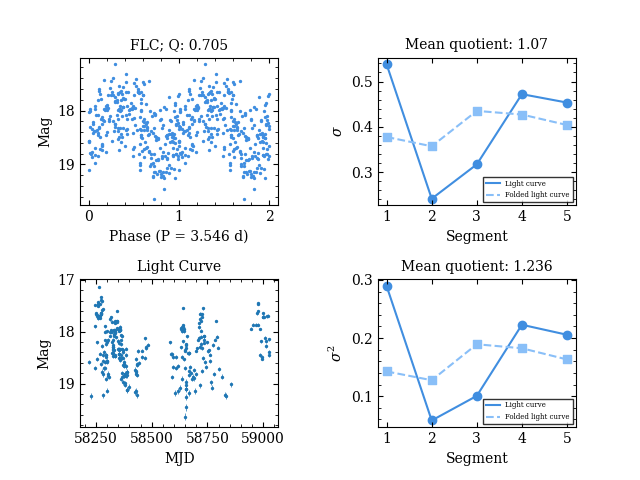 FLC; Q: 0.705
Mag
18
19
0
1
2
Phase (P = 3.546 d)
Mean quotient: 1.07
σ
0.5
0.4
0.3
Light curve
Folded light curve
1
2
3
4
5
Segment
Light Curve
Mag
17
18
19
58250
58500
58750
59000
MJD
Mean quotient: 1.236
σ²
0.3
0.2
0.1
Light curve
Folded light curve
1
2
3
4
5
Segment